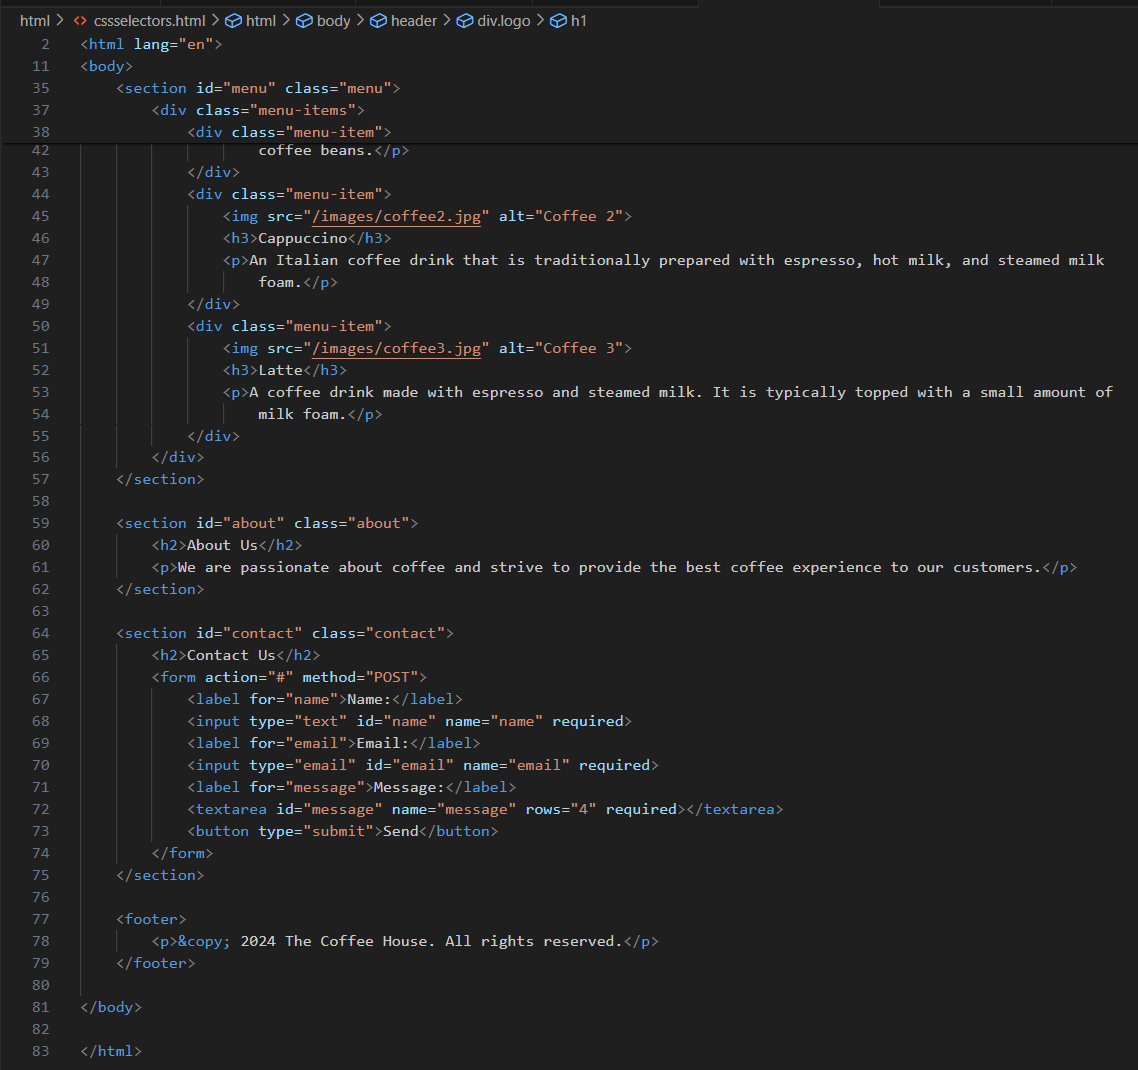 html > cssselectors.html > html > body > header > div.logo > h1
2 <html lang="en">
11 <body>
35 <section id="menu" class="menu">
37 <div class="menu-items">
38 <div class="menu-item">
42 coffee beans.</p>
43 </div>
44 <div class="menu-item">
45 <img src="/images/coffee2.jpg" alt="Coffee 2">
46 <h3>Cappuccino</h3>
47 <p>An Italian coffee drink that is traditionally prepared with espresso, hot milk, and steamed milk
48 foam.</p>
49 </div>
50 <div class="menu-item">
51 <img src="/images/coffee3.jpg" alt="Coffee 3">
52 <h3>Latte</h3>
53 <p>A coffee drink made with espresso and steamed milk. It is typically topped with a small amount of
54 milk foam.</p>
55 </div>
56 </div>
57 </section>
58
59 <section id="about" class="about">
60 <h2>About Us</h2>
61 <p>We are passionate about coffee and strive to provide the best coffee experience to our customers.</p>
62 </section>
63
64 <section id="contact" class="contact">
65 <h2>Contact Us</h2>
66 <form action="#" method="POST">
67 <label for="name">Name:</label>
68 <input type="text" id="name" name="name" required>
69 <label for="email">Email:</label>
70 <input type="email" id="email" name="email" required>
71 <label for="message">Message:</label>
72 <textarea id="message" name="message" rows="4" required></textarea>
73 <button type="submit">Send</button>
74 </form>
75 </section>
76
77 <footer>
78 <p>&copy; 2024 The Coffee House. All rights reserved.</p>
79 </footer>
80
81 </body>
82
83 </html>